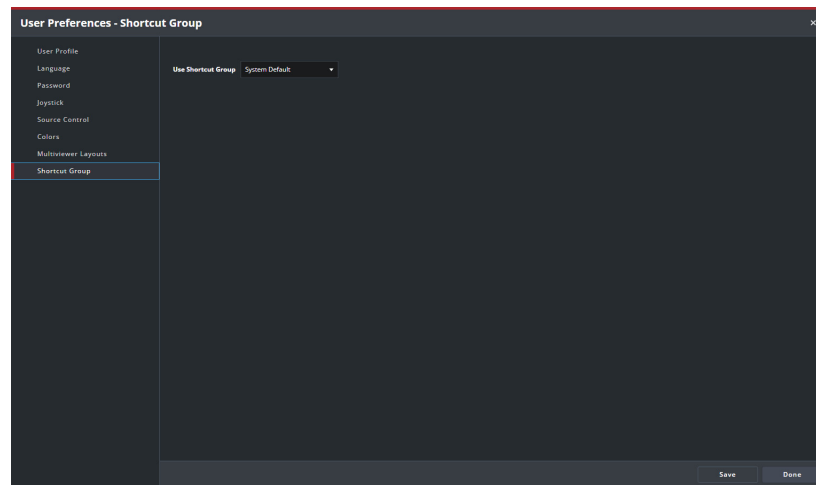 User Preferences - Shortcut Group ×
User Profile
Language
Password
Joystick
Source Control
Colors
Multiviewer Layouts
Shortcut Group
Use Shortcut Group System Default
Save Done